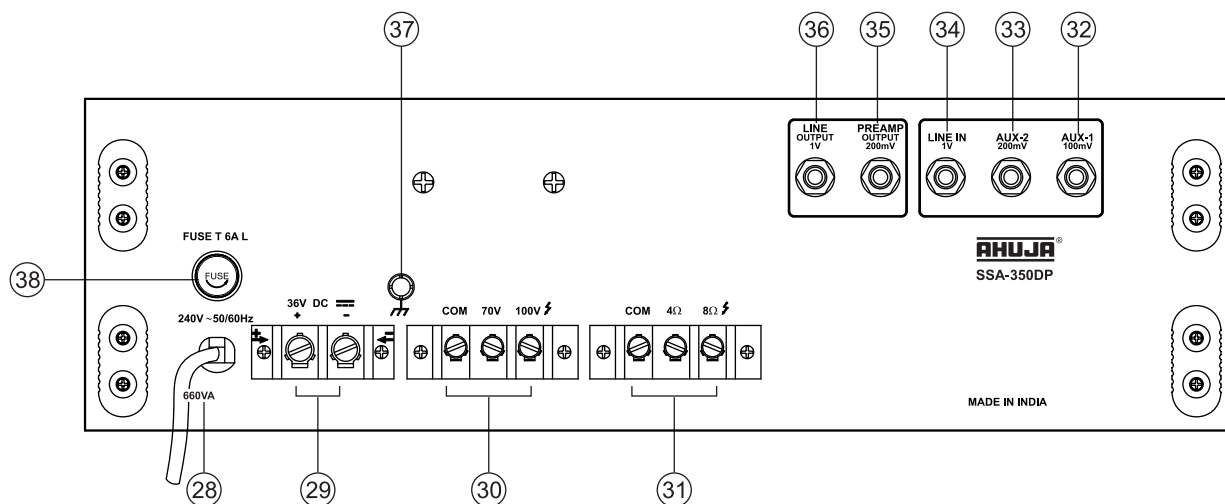 37
36
35
34
33
32
LINE
OUTPUT
1V
PREAMP
OUTPUT
200mV
LINE IN
1V
AUX-2
200mV
AUX-1
100mV
FUSE T 6A L
FUSE
38
AHUJA®
SSA-350DP
240V ~ 50/60Hz
36V DC
+ -
+ -
COM 70V 100V
COM 4Ω 8Ω
660VA
MADE IN INDIA
28
29
30
31